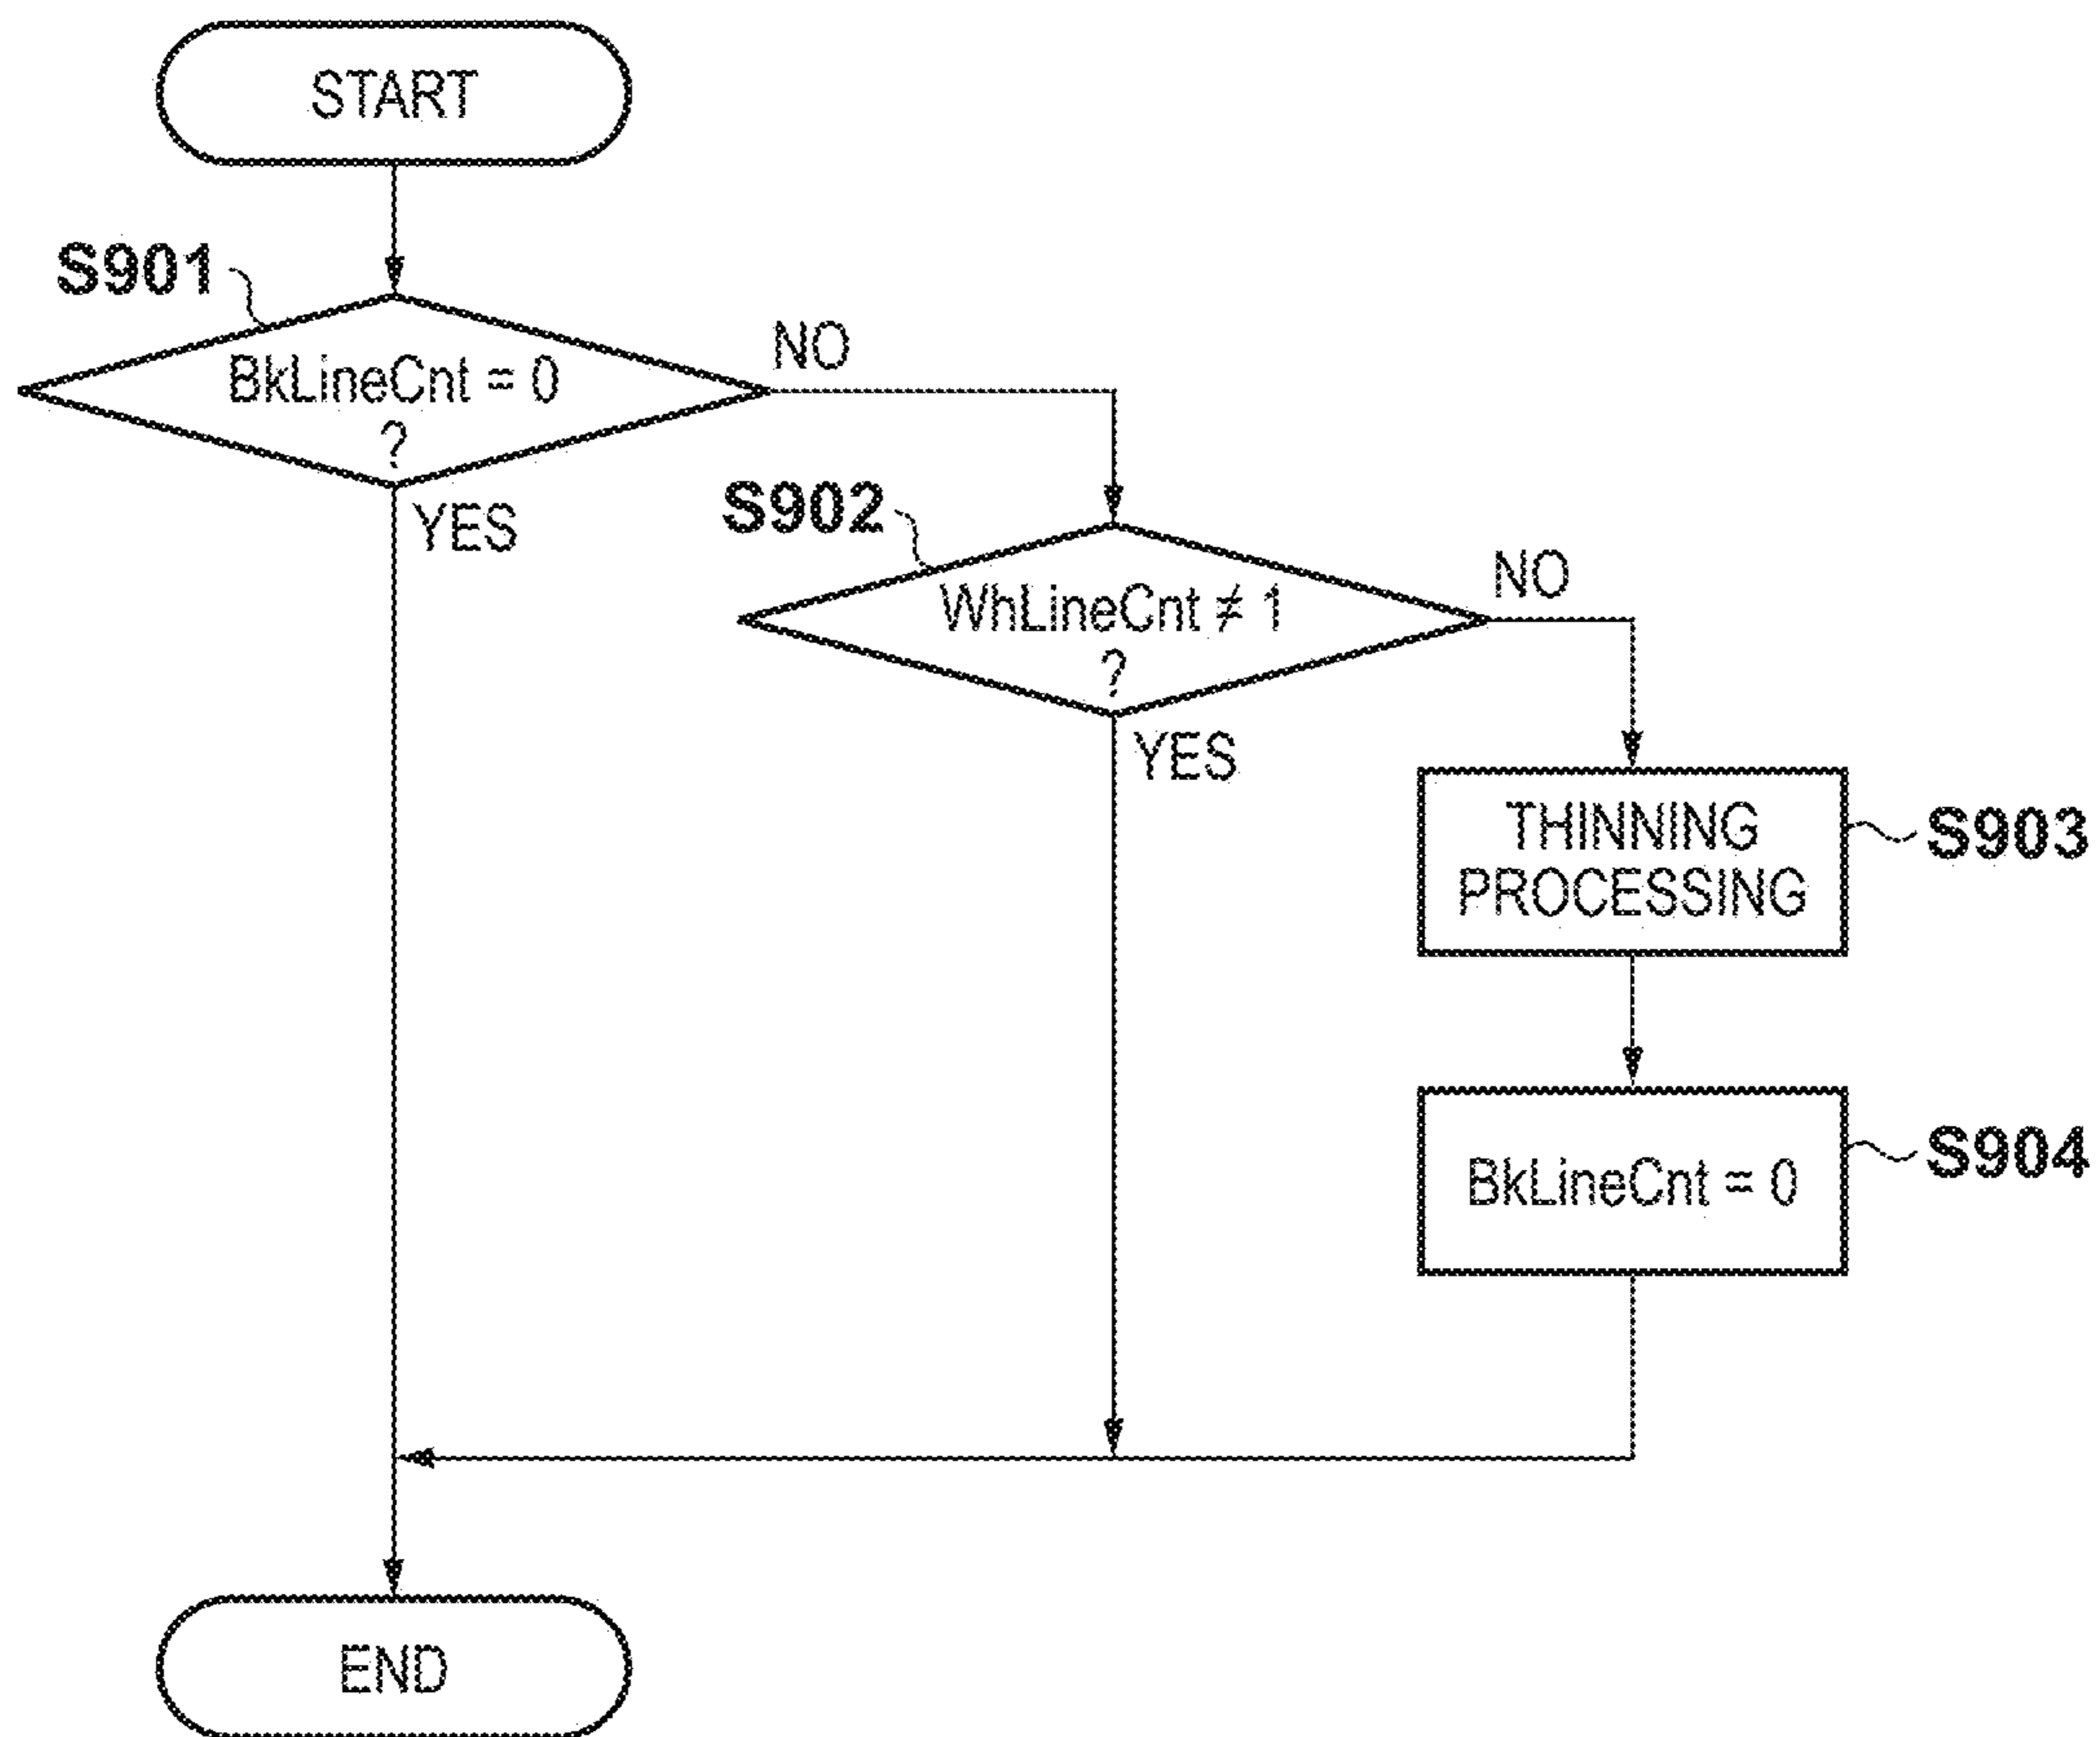 START
S901
BkLineCnt = 0
?
NO
YES
S902
WhLineCnt ≠ 1
?
NO
YES
THINNING
PROCESSING
S903
BkLineCnt = 0
S904
END